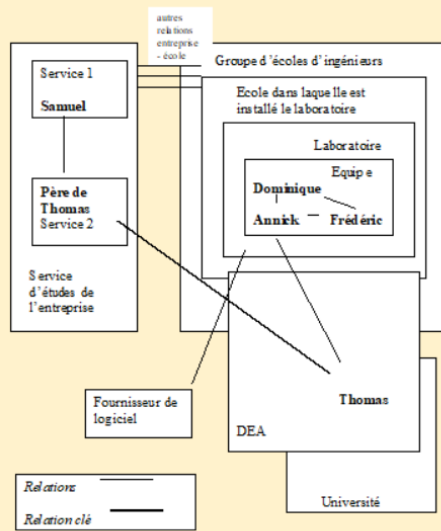 autres
relations
entreprise
- école
Groupe d'écoles d'ingénieurs
Service 1
Samuel
Ecole dans laquelle est
installé le laboratoire
Laboratoire
Equipe
Dominique
Annick
Frédéric
Père de
Thomas
Service 2
Service
d'études de
l'entreprise
Fournisseur de
logiciel
Thomas
DEA
Université
Relations
Relation clé